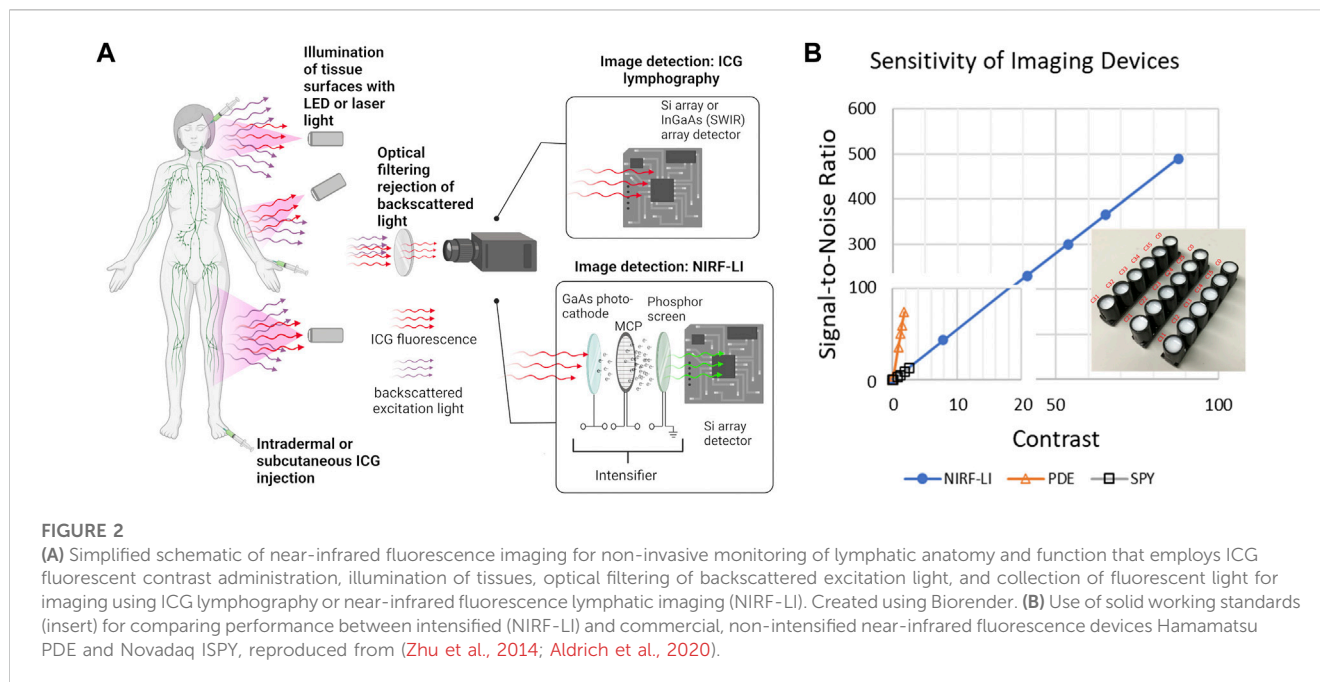 A
Illumination
of tissue
surfaces with
LED or laser
light
Optical
filtering
rejection of
backscattered
light
ICG fluorescence
backscattered
excitation light
Intradermal or
subcutaneous ICG
injection
Image detection: ICG
lymphography
Si array or
InGaAs (SWIR)
array detector
Image detection: NIRF-LI
GaAs photo-
cathode
MCP
Phosphor
screen
Si array
detector
Intensifier
B
Sensitivity of Imaging Devices
Signal-to-Noise Ratio
600
500
400
300
100
0
0 10 20 50 100
Contrast
NIRF-LI PDE SPY
FIGURE 2
(A) Simplified schematic of near-infrared fluorescence imaging for non-invasive monitoring of lymphatic anatomy and function that employs ICG
fluorescent contrast administration, illumination of tissues, optical filtering of backscattered excitation light, and collection of fluorescent light for
imaging using ICG lymphography or near-infrared fluorescence lymphatic imaging (NIRF-LI). Created using Biorender. (B) Use of solid working standards
(insert) for comparing performance between intensified (NIRF-LI) and commercial, non-intensified near-infrared fluorescence devices Hamamatsu
PDE and Novadaq ISPY, reproduced from (Zhu et al., 2014; Aldrich et al., 2020).